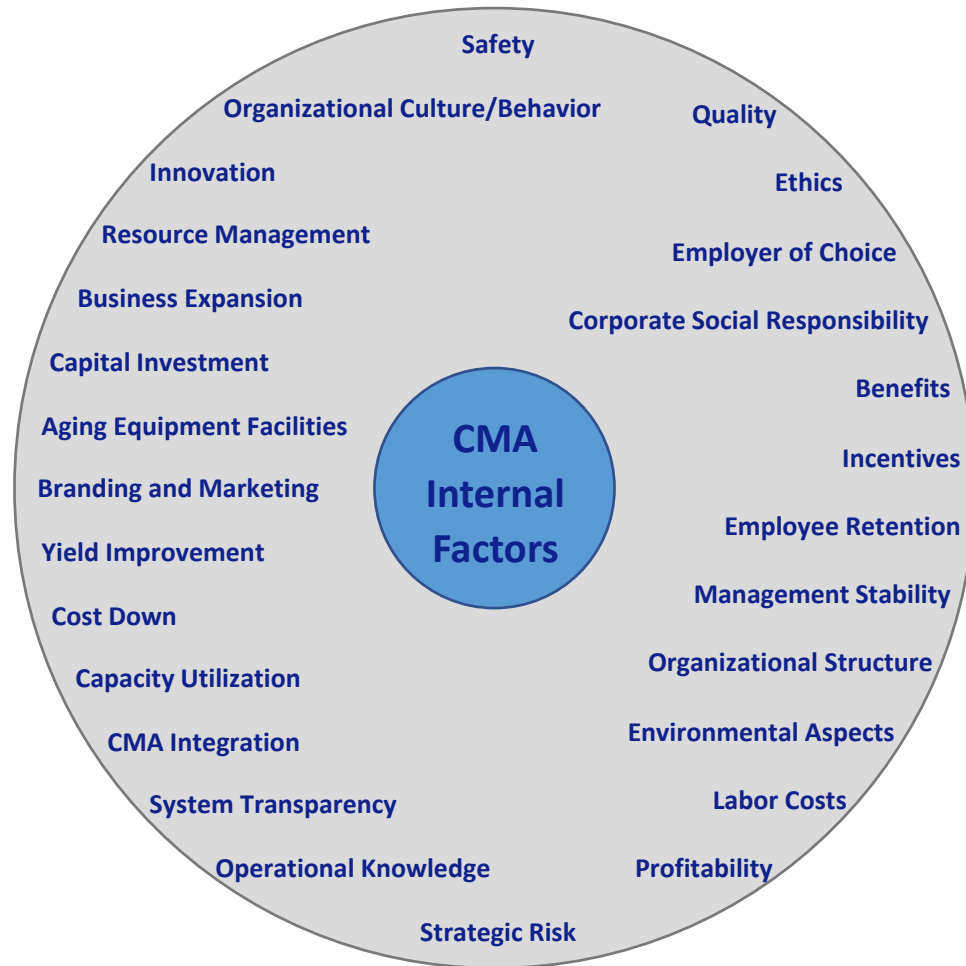 Safety
Organizational Culture/Behavior
Quality
Innovation
Ethics
Resource Management
Employer of Choice
Business Expansion
Corporate Social Responsibility
Capital Investment
Benefits
Aging Equipment Facilities
CMA
Internal
Factors
Incentives
Branding and Marketing
Employee Retention
Yield Improvement
Management Stability
Cost Down
Organizational Structure
Capacity Utilization
Environmental Aspects
CMA Integration
Labor Costs
System Transparency
Profitability
Operational Knowledge
Strategic Risk